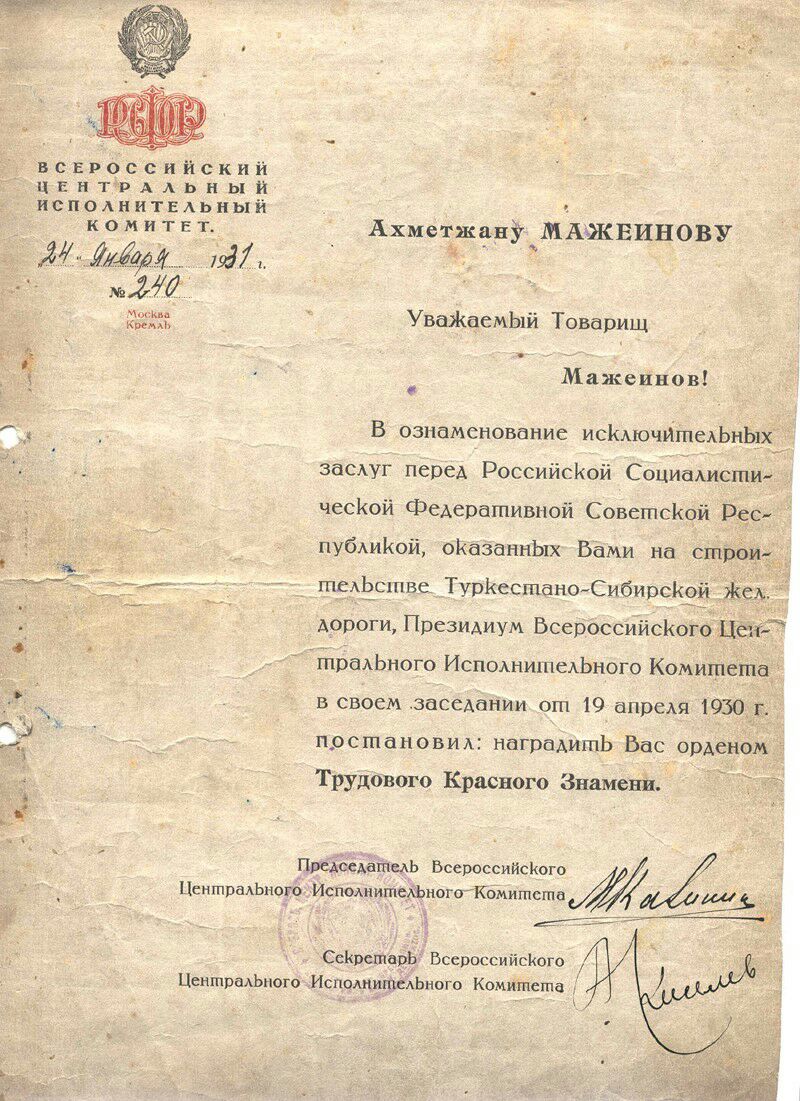 РСФСР
ВСЕРОССИЙСКИЙ
ЦЕНТРАЛЬНЫЙ
ИСПОЛНИТЕЛЬНЫЙ
КОМИТЕТ.
24 " Января 1931 г.
№ 240
Москва
Кремль
Ахметжану МАЖЕИНОВУ
Уважаемый Товарищ
Мажеинов!
В ознаменование исключительных
заслуг перед Российской Социалисти-
ческой Федеративной Советской Рес-
публикой, оказанных Вами на строи-
тельстве Туркестано-Сибирской жел.
дороги, Президиум Всероссийского Цен-
трального Исполнительного Комитета
в своем заседании от 19 апреля 1930 г.
постановил: наградить Вас орденом
Трудового Красного Знамени.
Председатель Всероссийского
Центрального Исполнительного Комитета МКалинин
Секретарь Всероссийского
Центрального Исполнительного Комитета А Киселев